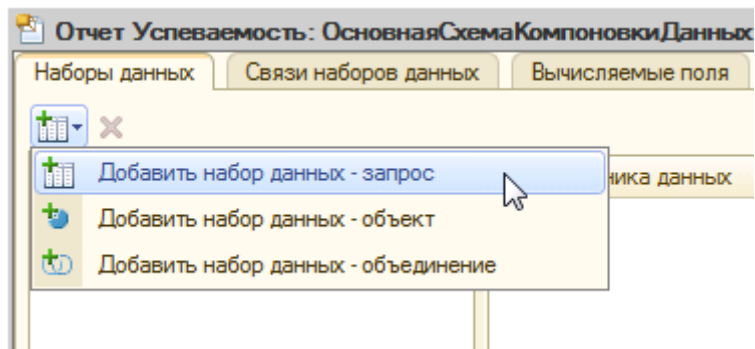 Отчет Успеваемость: ОсновнаяСхемаКомпоновкиДанных
Наборы данных Связи наборов данных Вычисляемые поля
Добавить набор данных - запрос
ника данных
Добавить набор данных - объект
Добавить набор данных - объединение